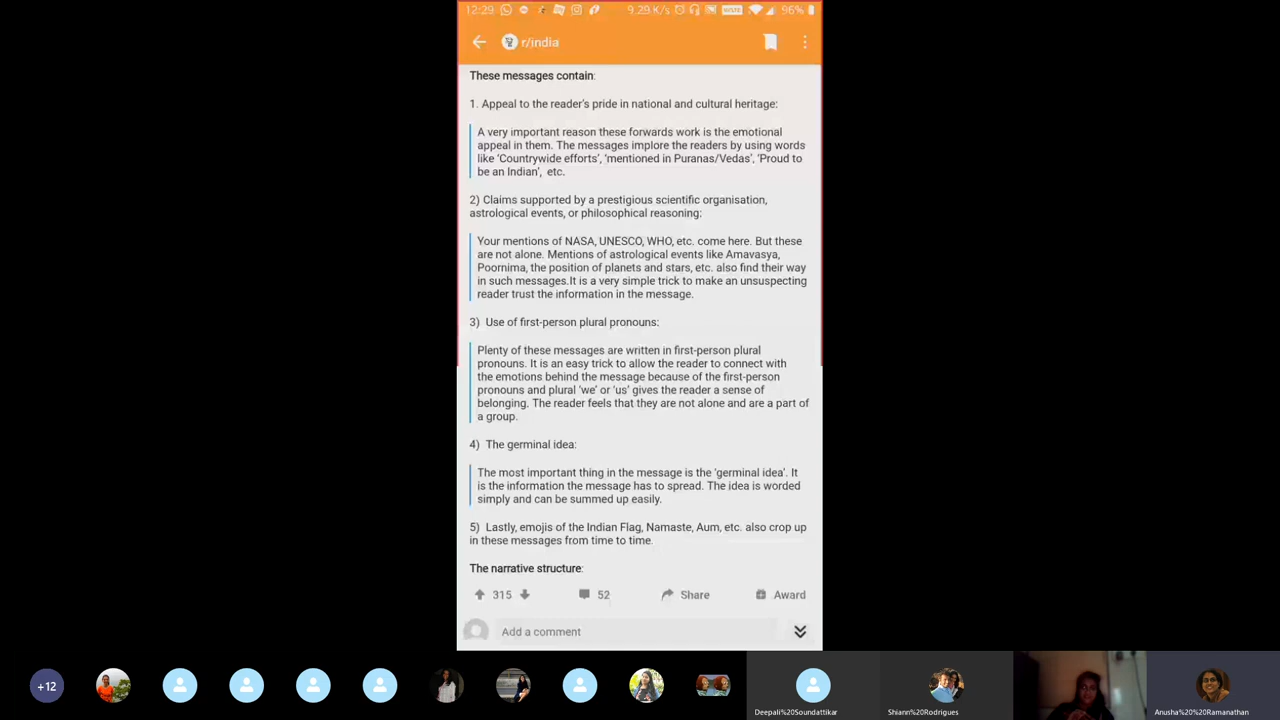 12:29 9.29 K/s 96%
r/india
These messages contain:
1. Appeal to the reader's pride in national and cultural heritage:
A very important reason these forwards work is the emotional
appeal in them. The messages implore the readers by using words
like ‘Countrywide efforts’, ‘mentioned in Puranas/Vedas’, ‘Proud to
be an Indian’, etc.
2) Claims supported by a prestigious scientific organisation,
astrological events, or philosophical reasoning:
Your mentions of NASA, UNESCO, WHO, etc. come here. But these
are not alone. Mentions of astrological events like Amavasya,
Poornima, the position of planets and stars, etc. also find their way
in such messages.It is a very simple trick to make an unsuspecting
reader trust the information in the message.
3) Use of first-person plural pronouns:
Plenty of these messages are written in first-person plural
pronouns. It is an easy trick to allow the reader to connect with
the emotions behind the message because of the first-person
pronouns and plural ‘we’ or ‘us’ gives the reader a sense of
belonging. The reader feels that they are not alone and are a part of
a group.
4) The germinal idea:
The most important thing in the message is the ‘germinal idea’. It
is the information the message has to spread. The idea is worded
simply and can be summed up easily.
5) Lastly, emojis of the Indian Flag, Namaste, Aum, etc. also crop up
in these messages from time to time.
The narrative structure:
315 52 Share Award
Add a comment
+12
Deepali%20Soundattikar Shiann%20Rodrigues Anusha%20%20Ramanathan